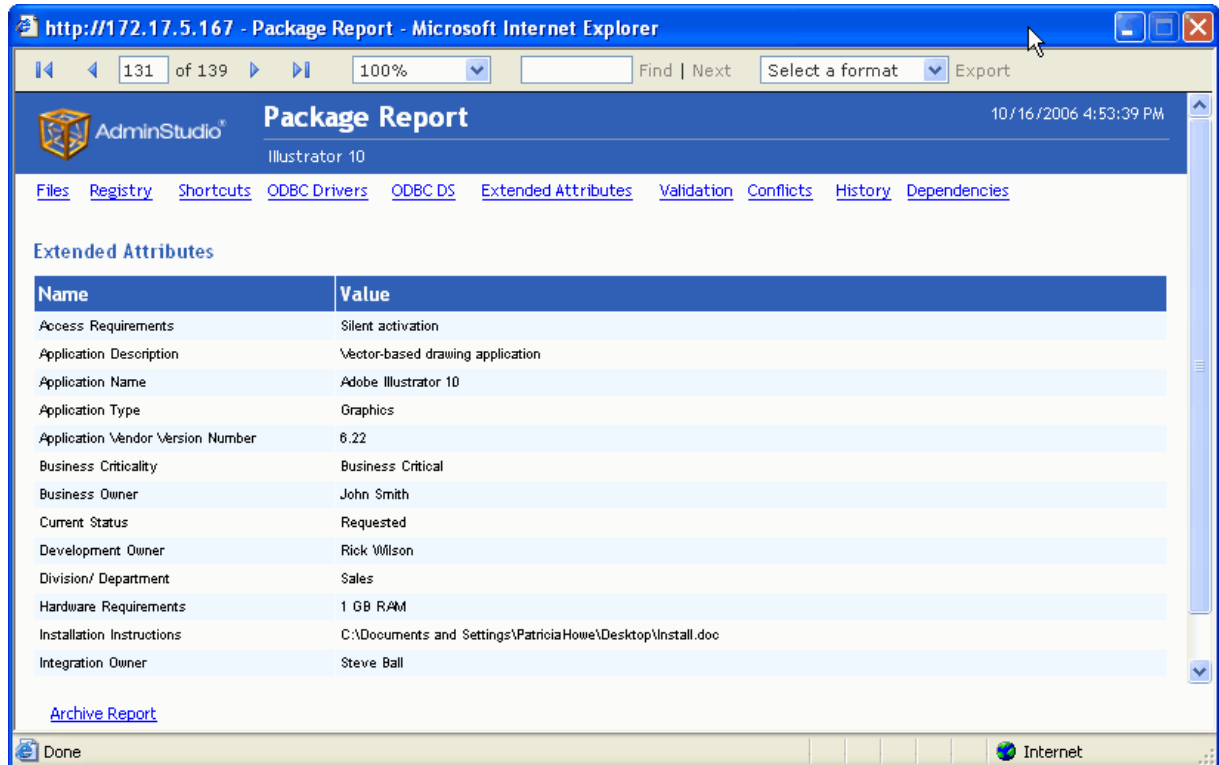 http://172.17.5.167 - Package Report - Microsoft Internet Explorer
131 of 139 100% Find | Next Select a format Export
AdminStudio® Package Report 10/16/2006 4:53:39 PM
Illustrator 10
Files Registry Shortcuts ODBC Drivers ODBC DS Extended Attributes Validation Conflicts History Dependencies
Extended Attributes
Name Value
Access Requirements Silent activation
Application Description Vector-based drawing application
Application Name Adobe Illustrator 10
Application Type Graphics
Application Vendor Version Number 6.22
Business Criticality Business Critical
Business Owner John Smith
Current Status Requested
Development Owner Rick Wilson
Division/ Department Sales
Hardware Requirements 1 GB RAM
Installation Instructions C:\Documents and Settings\PatriciaHowe\Desktop\Install.doc
Integration Owner Steve Ball
Archive Report
Done Internet